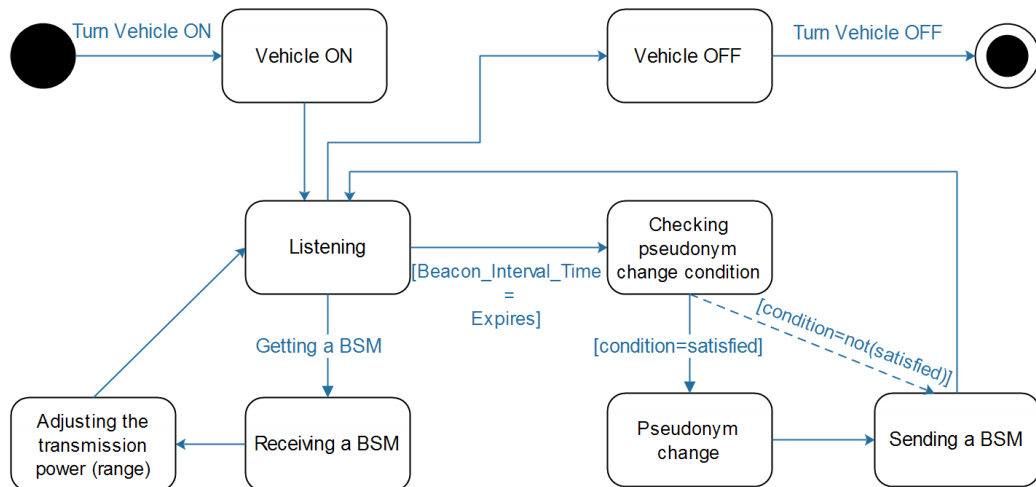 Turn Vehicle ON
Vehicle ON
Vehicle OFF
Turn Vehicle OFF
Listening
[Beacon_Interval_Time
=
Expires]
Checking
pseudonym
change condition
Getting a BSM
[condition=satisfied]
[condition=not(satisfied)]
Adjusting the
transmission
power (range)
Receiving a BSM
Pseudonym
change
Sending a BSM